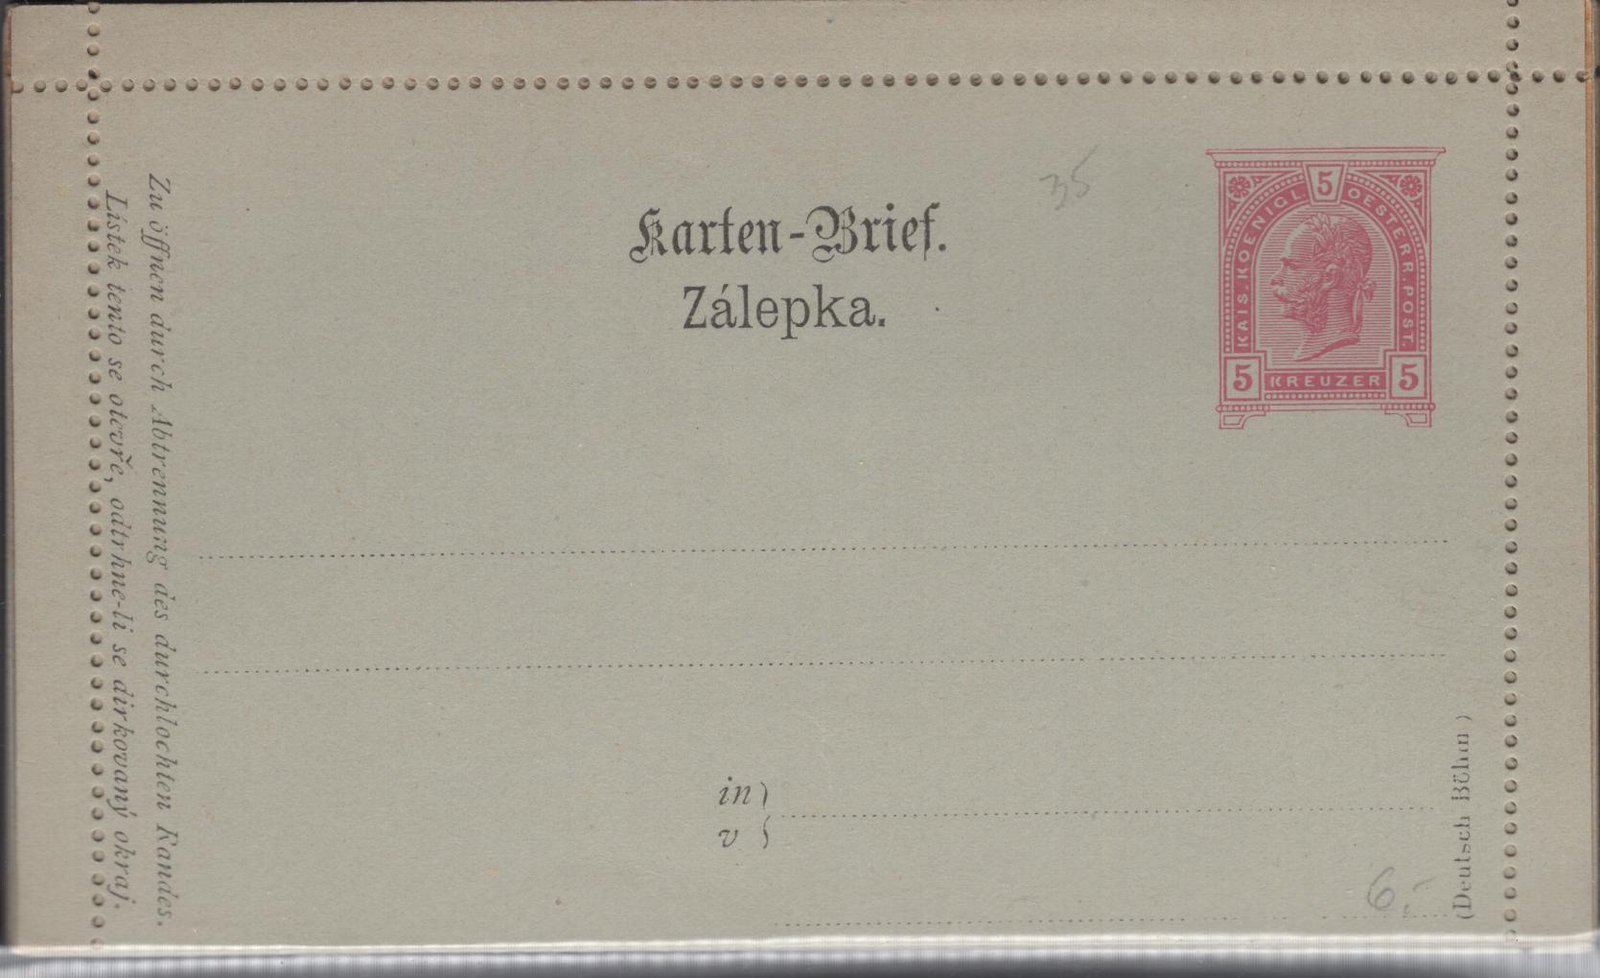 Karten-Brief.
Zálepka.
35
5
KAIS. KOENIGL. OESTERR. POST.
5 KREUZER 5
Zu öffnen durch Abtrennung des durchlochten Randes.
Lístek tento se otevře, odtrhne-li se dirkovaný okraj.
in
v
6.-
(Deutsch Böhm)